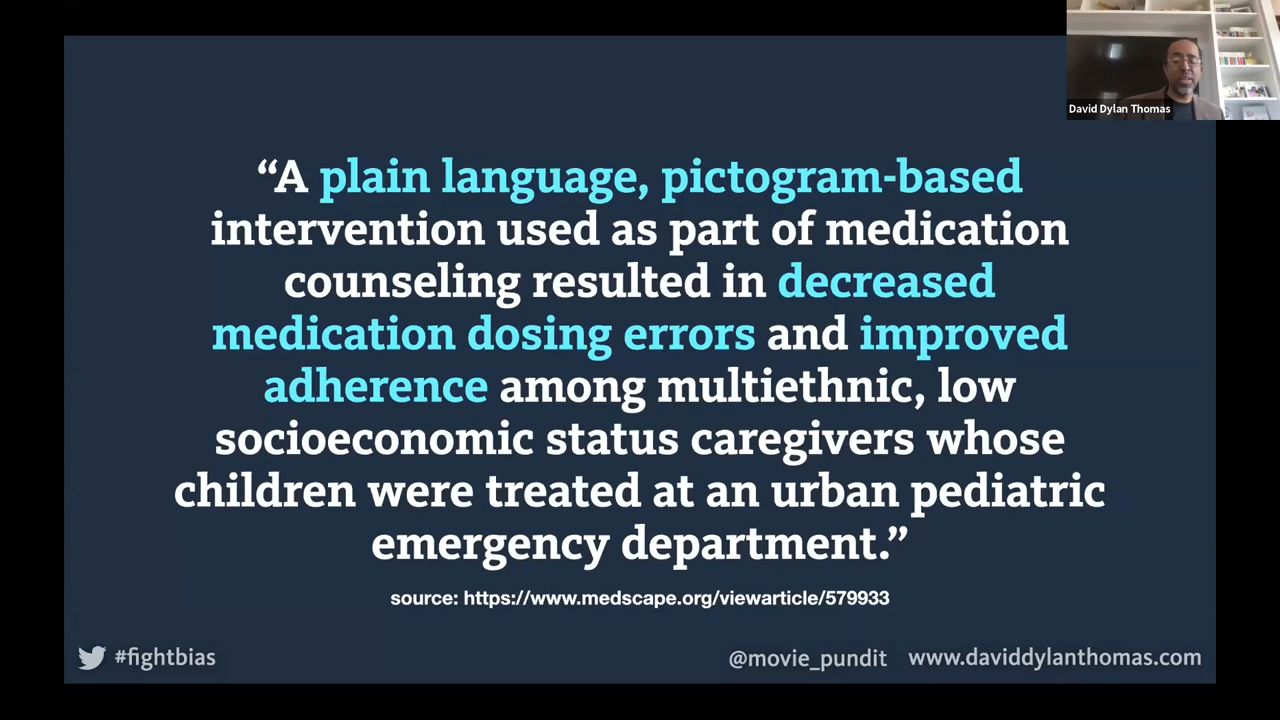 David Dylan Thomas
“A plain language, pictogram-based
intervention used as part of medication
counseling resulted in decreased
medication dosing errors and improved
adherence among multiethnic, low
socioeconomic status caregivers whose
children were treated at an urban pediatric
emergency department.”
source: https://www.medscape.org/viewarticle/579933
#fightbias
@movie_pundit www.daviddylanthomas.com